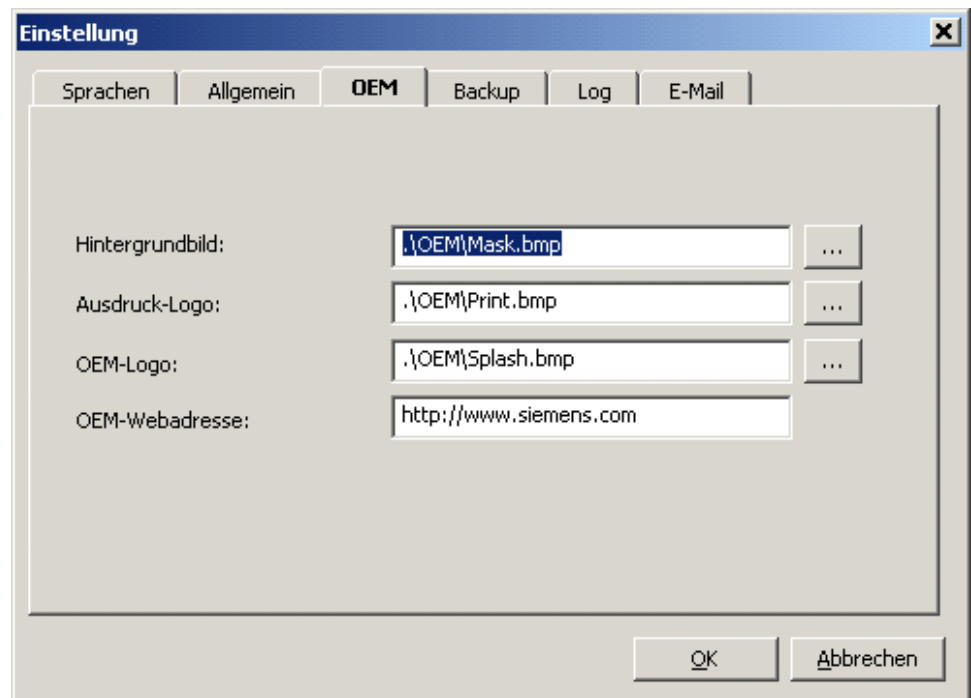 Einstellung
Sprachen Allgemein OEM Backup Log E-Mail
Hintergrundbild: .\OEM\Mask.bmp ...
Ausdruck-Logo: .\OEM\Print.bmp ...
OEM-Logo: .\OEM\Splash.bmp ...
OEM-Webadresse: http://www.siemens.com
OK Abbrechen